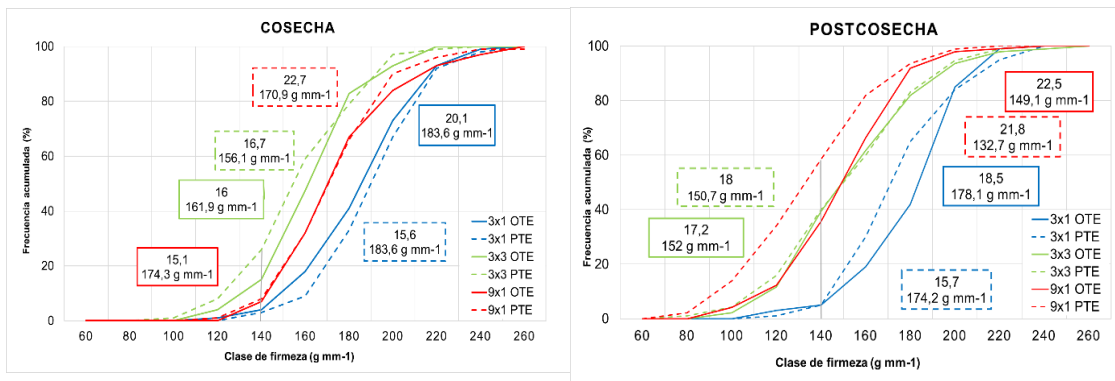 COSECHA
Frecuencia acumulada (%)
100
80
60
40
20
0
22,7
170,9 g mm-1
16,7
156,1 g mm-1
16
161,9 g mm-1
15,1
174,3 g mm-1
20,1
183,6 g mm-1
15,6
183,6 g mm-1
3x1 OTE
3x1 PTE
3x3 OTE
3x3 PTE
9x1 OTE
9x1 PTE
60 80 100 120 140 160 180 200 220 240 260
Clase de firmeza (g mm-1)
POSTCOSECHA
Frecuencia acumulada (%)
100
80
60
40
20
0
22,5
149,1 g mm-1
21,8
132,7 g mm-1
18,5
178,1 g mm-1
18
150,7 g mm-1
17,2
152 g mm-1
15,7
174,2 g mm-1
3x1 OTE
3x1 PTE
3x3 OTE
3x3 PTE
9x1 OTE
9x1 PTE
60 80 100 120 140 160 180 200 220 240 260
Clase de firmeza (g mm-1)